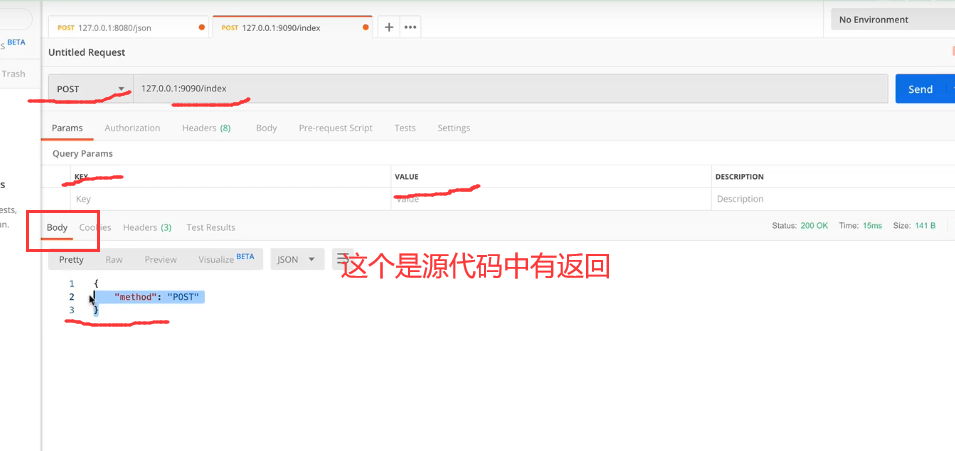 POST 127.0.0.1:8080/json
POST 127.0.0.1:9090/index
No Environment
s BETA
Untitled Request
Trash
POST
127.0.0.1:9090/index
Send
Params Authorization Headers (8) Body Pre-request Script Tests Settings
Query Params
KEY VALUE DESCRIPTION
Key Value Description
s
ests,
n.
Body Cookies Headers (3) Test Results
Status: 200 OK Time: 15ms Size: 141 B
Pretty Raw Preview Visualize BETA JSON
这个是源代码中有返回
1 {
2 "method": "POST"
3 }